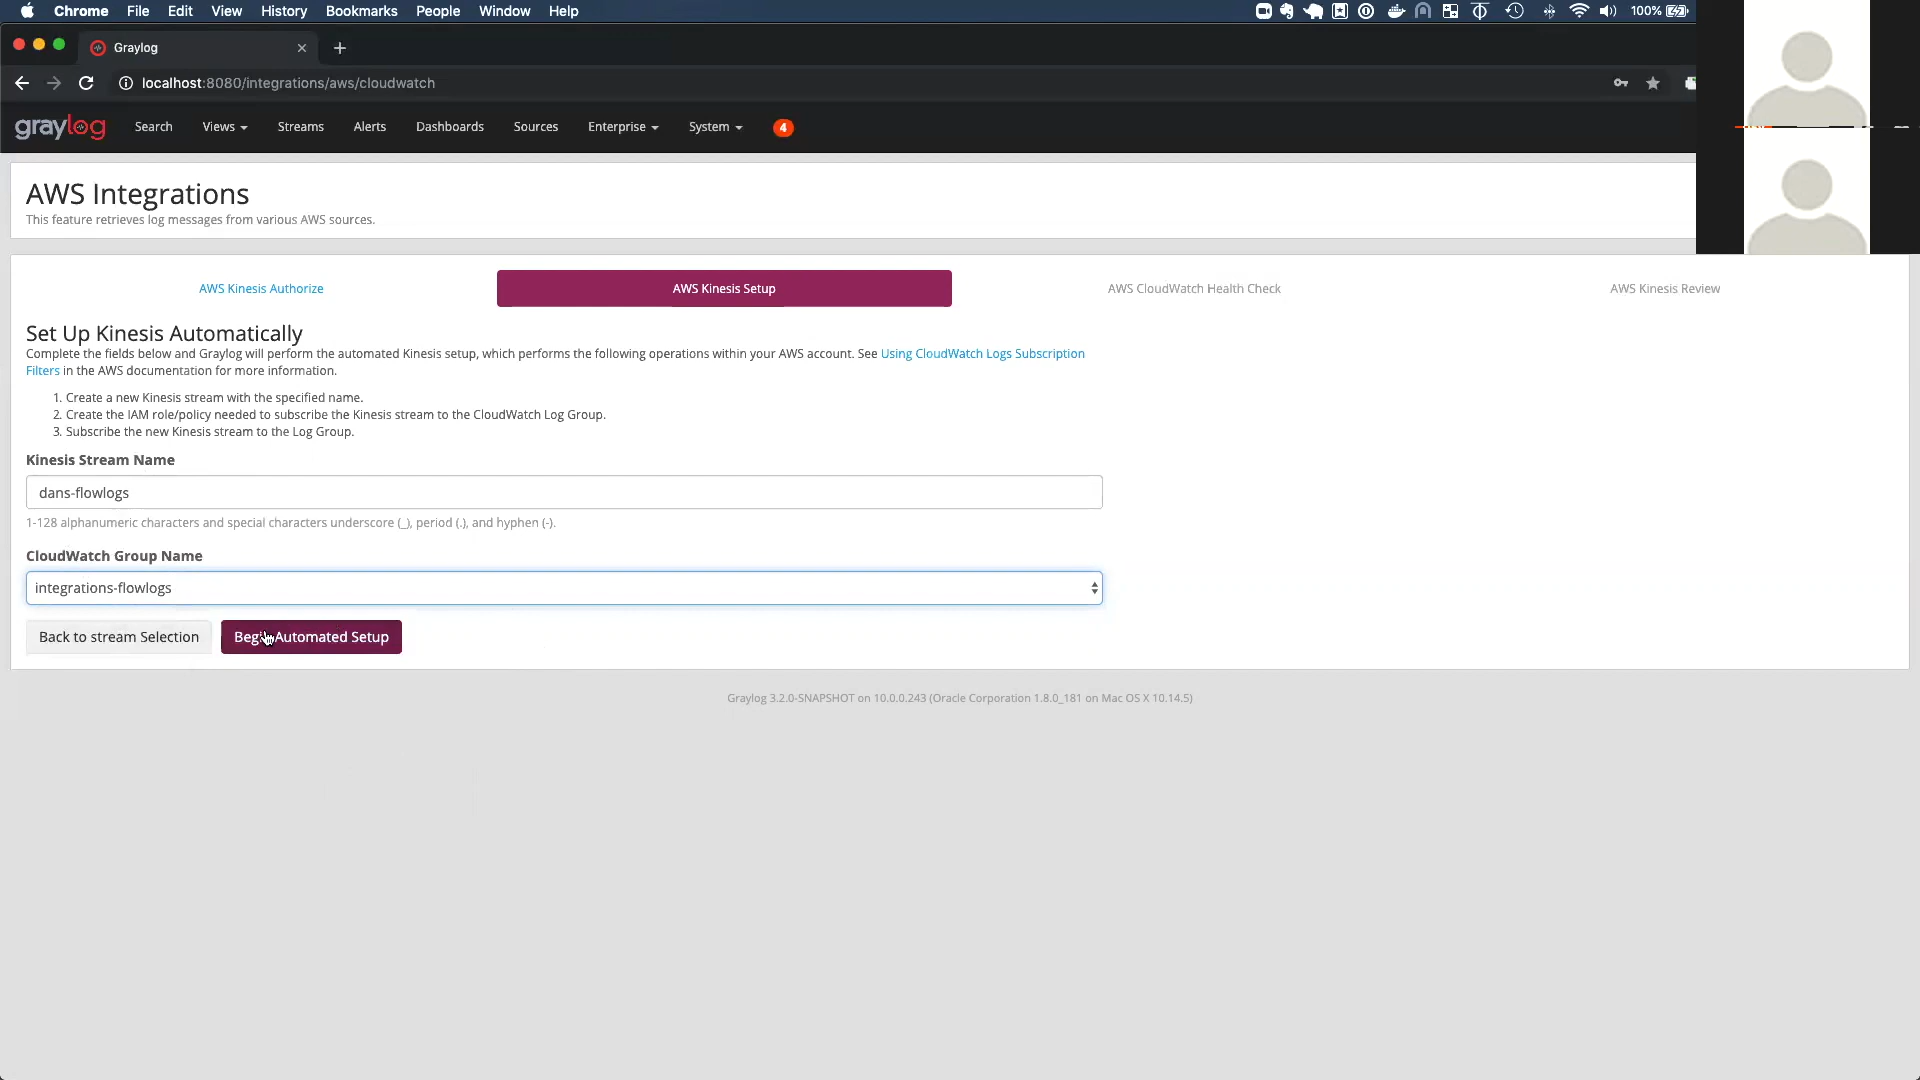 Chrome File Edit View History Bookmarks People Window Help 100%
Graylog
localhost:8080/integrations/aws/cloudwatch
graylog Search Views Streams Alerts Dashboards Sources Enterprise System 4
AWS Integrations
This feature retrieves log messages from various AWS sources.
AWS Kinesis Authorize AWS Kinesis Setup AWS CloudWatch Health Check AWS Kinesis Review
Set Up Kinesis Automatically
Complete the fields below and Graylog will perform the automated Kinesis setup, which performs the following operations within your AWS account. See Using CloudWatch Logs Subscription
Filters in the AWS documentation for more information.
1. Create a new Kinesis stream with the specified name.
2. Create the IAM role/policy needed to subscribe the Kinesis stream to the CloudWatch Log Group.
3. Subscribe the new Kinesis stream to the Log Group.
Kinesis Stream Name
dans-flowlogs
1-128 alphanumeric characters and special characters underscore (_), period (.), and hyphen (-).
CloudWatch Group Name
integrations-flowlogs
Back to stream Selection Begin Automated Setup
Graylog 3.2.0-SNAPSHOT on 10.0.0.243 (Oracle Corporation 1.8.0_181 on Mac OS X 10.14.5)